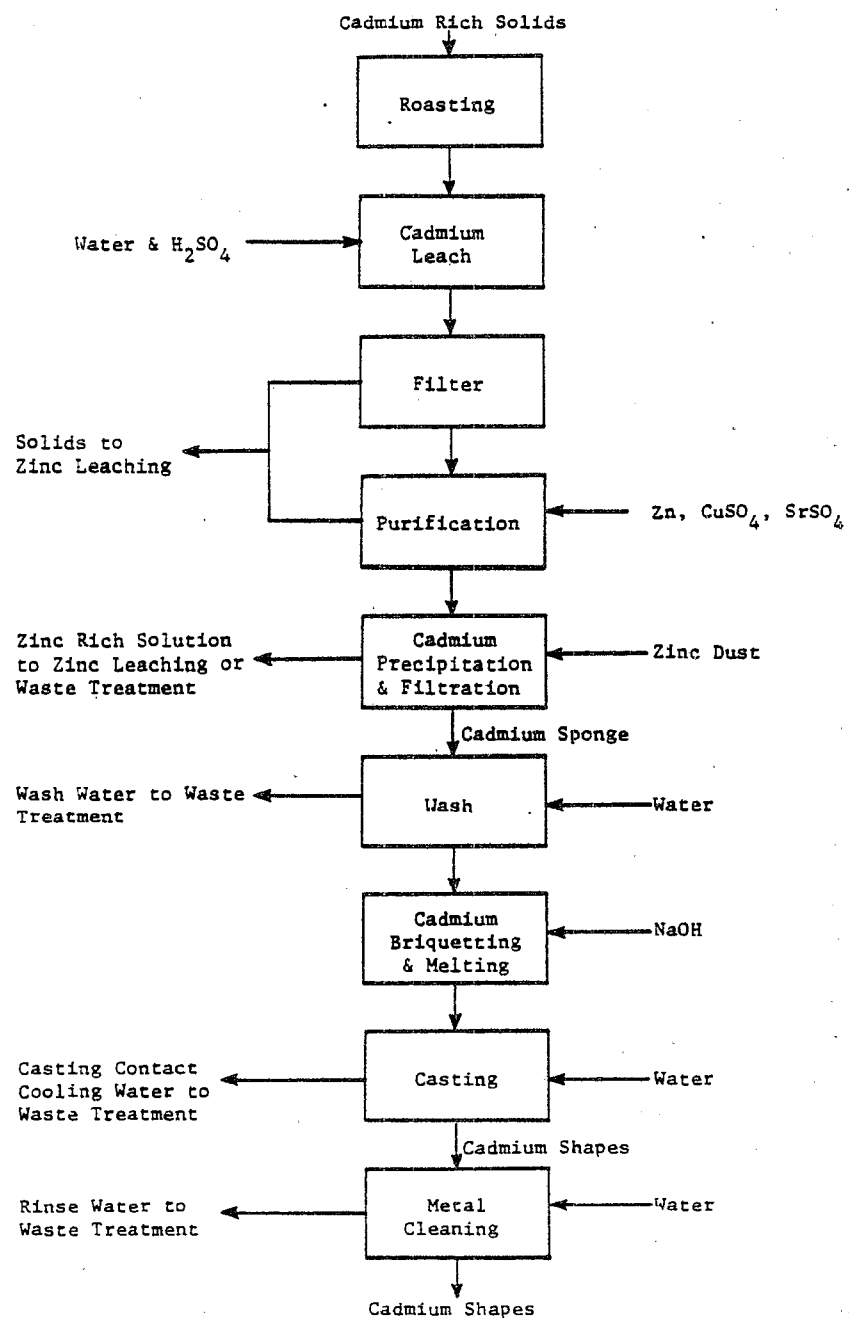 Cadmium Rich Solids
Roasting
Water & H2SO4
Cadmium
Leach
Filter
Solids to
Zinc Leaching
Purification
Zn, CuSO4, SrSO4
Zinc Rich Solution
to Zinc Leaching or
Waste Treatment
Cadmium
Precipitation
& Filtration
Zinc Dust
Cadmium Sponge
Wash Water to Waste
Treatment
Wash
Water
Cadmium
Briquetting
& Melting
NaOH
Casting Contact
Cooling Water to
Waste Treatment
Casting
Water
Cadmium Shapes
Rinse Water to
Waste Treatment
Metal
Cleaning
Water
Cadmium Shapes